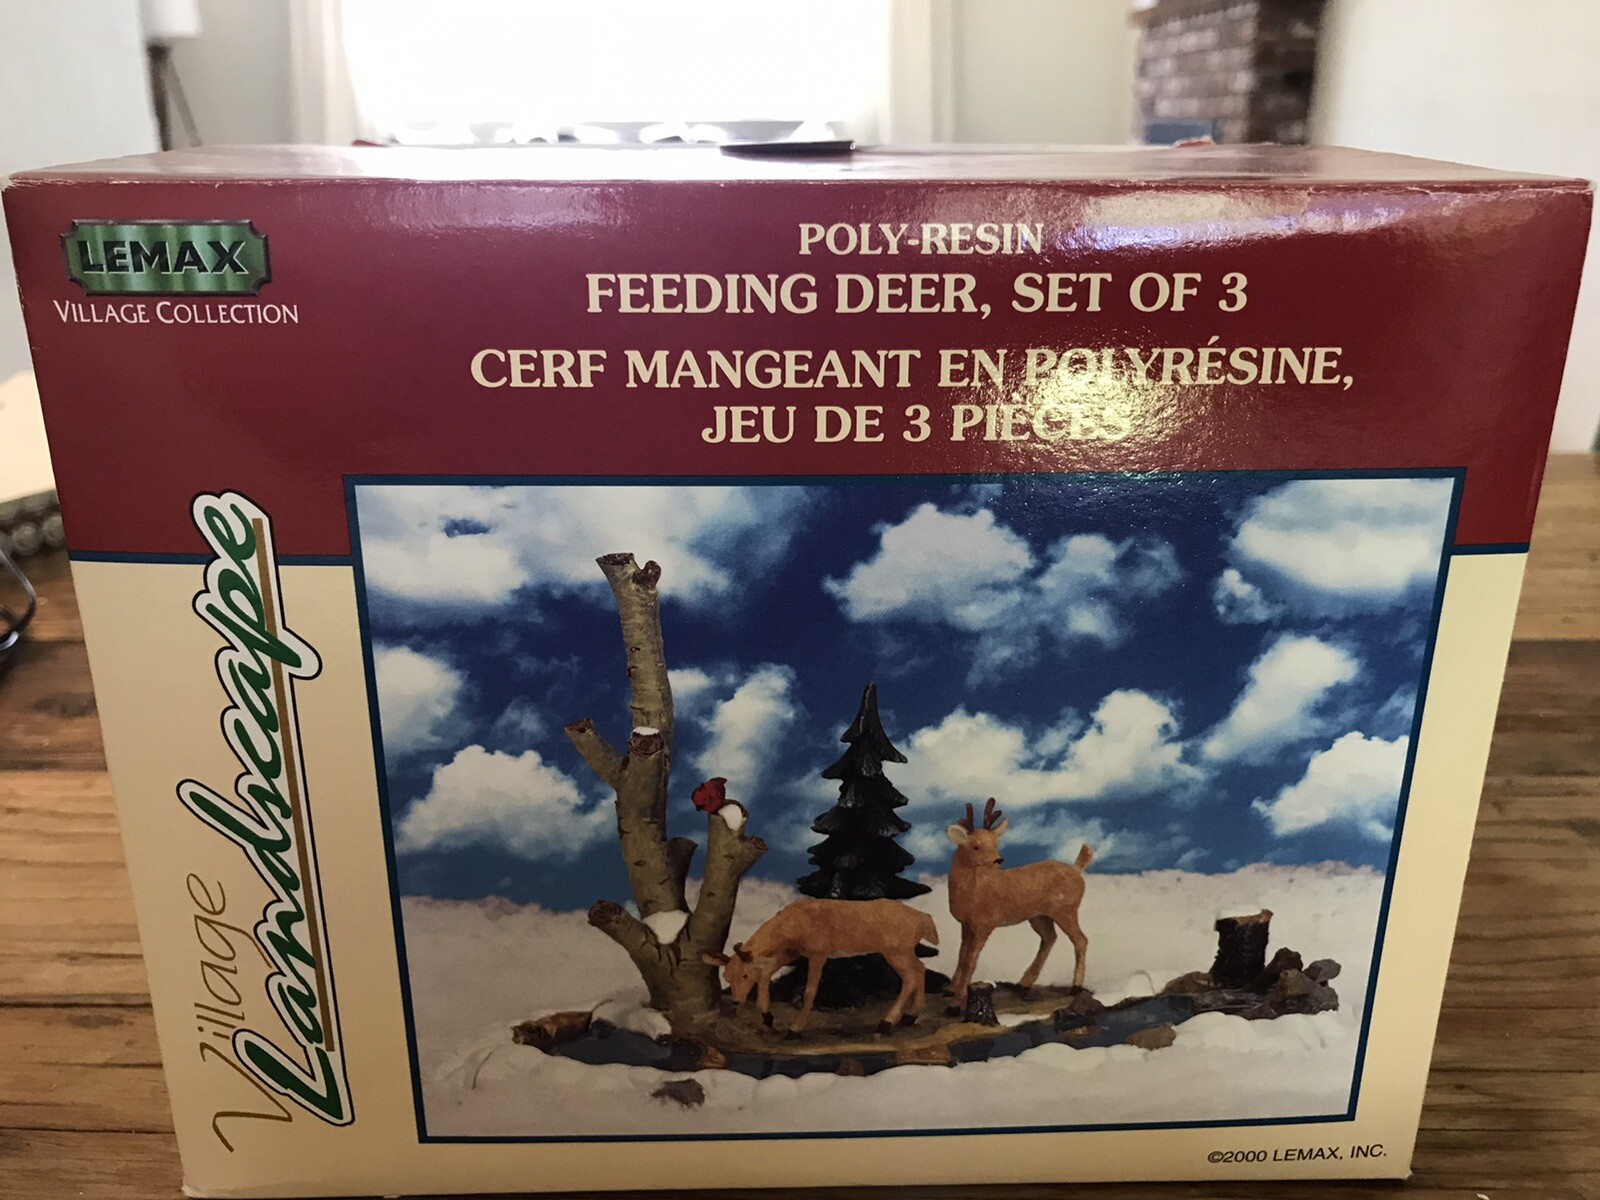 LEMAX
VILLAGE COLLECTION
POLY-RESIN
FEEDING DEER, SET OF 3
CERF MANGEANT EN POLYRÉSINE,
JEU DE 3 PIÈCES
Village
Landscape
©2000 LEMAX, INC.